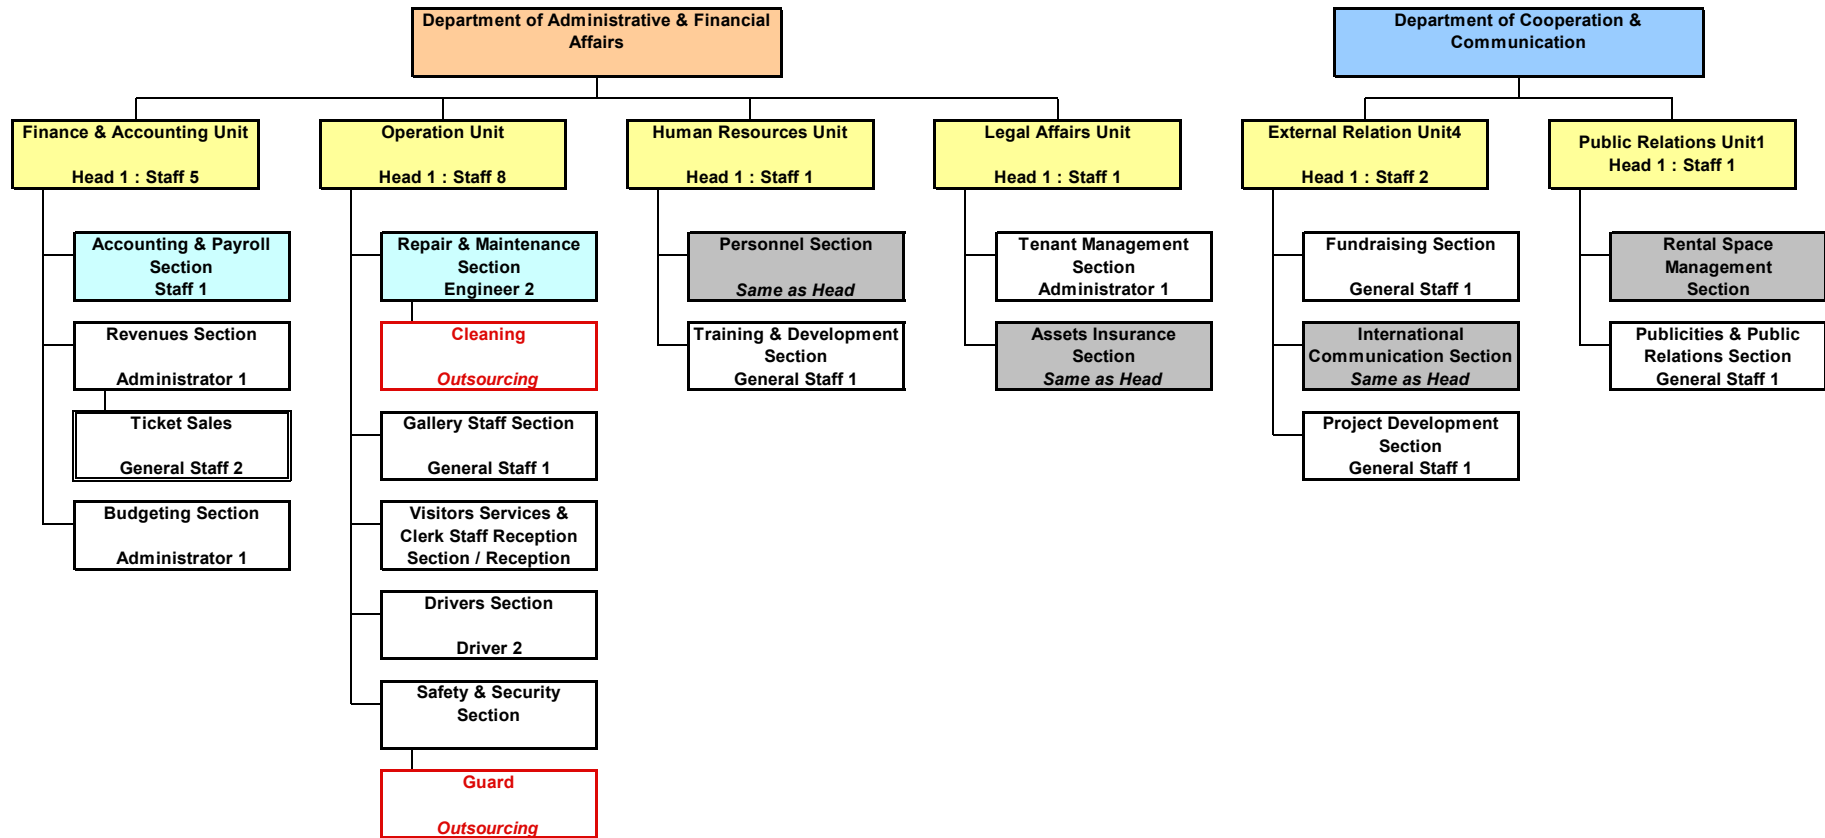 Department of Administrative & Financial
Affairs
Department of Cooperation &
Communication
Finance & Accounting Unit
Head 1 : Staff 5
Operation Unit
Head 1 : Staff 8
Human Resources Unit
Head 1 : Staff 1
Legal Affairs Unit
Head 1 : Staff 1
External Relation Unit4
Head 1 : Staff 2
Public Relations Unit1
Head 1 : Staff 1
Accounting & Payroll
Section
Staff 1
Revenues Section
Administrator 1
Ticket Sales
General Staff 2
Budgeting Section
Administrator 1
Repair & Maintenance
Section
Engineer 2
Cleaning
Outsourcing
Gallery Staff Section
General Staff 1
Visitors Services &
Clerk Staff Reception
Section / Reception
Drivers Section
Driver 2
Safety & Security
Section
Guard
Outsourcing
Personnel Section
Same as Head
Training & Development
Section
General Staff 1
Tenant Management
Section
Administrator 1
Assets Insurance
Section
Same as Head
Fundraising Section
General Staff 1
International
Communication Section
Same as Head
Project Development
Section
General Staff 1
Rental Space
Management
Section
Publicities & Public
Relations Section
General Staff 1